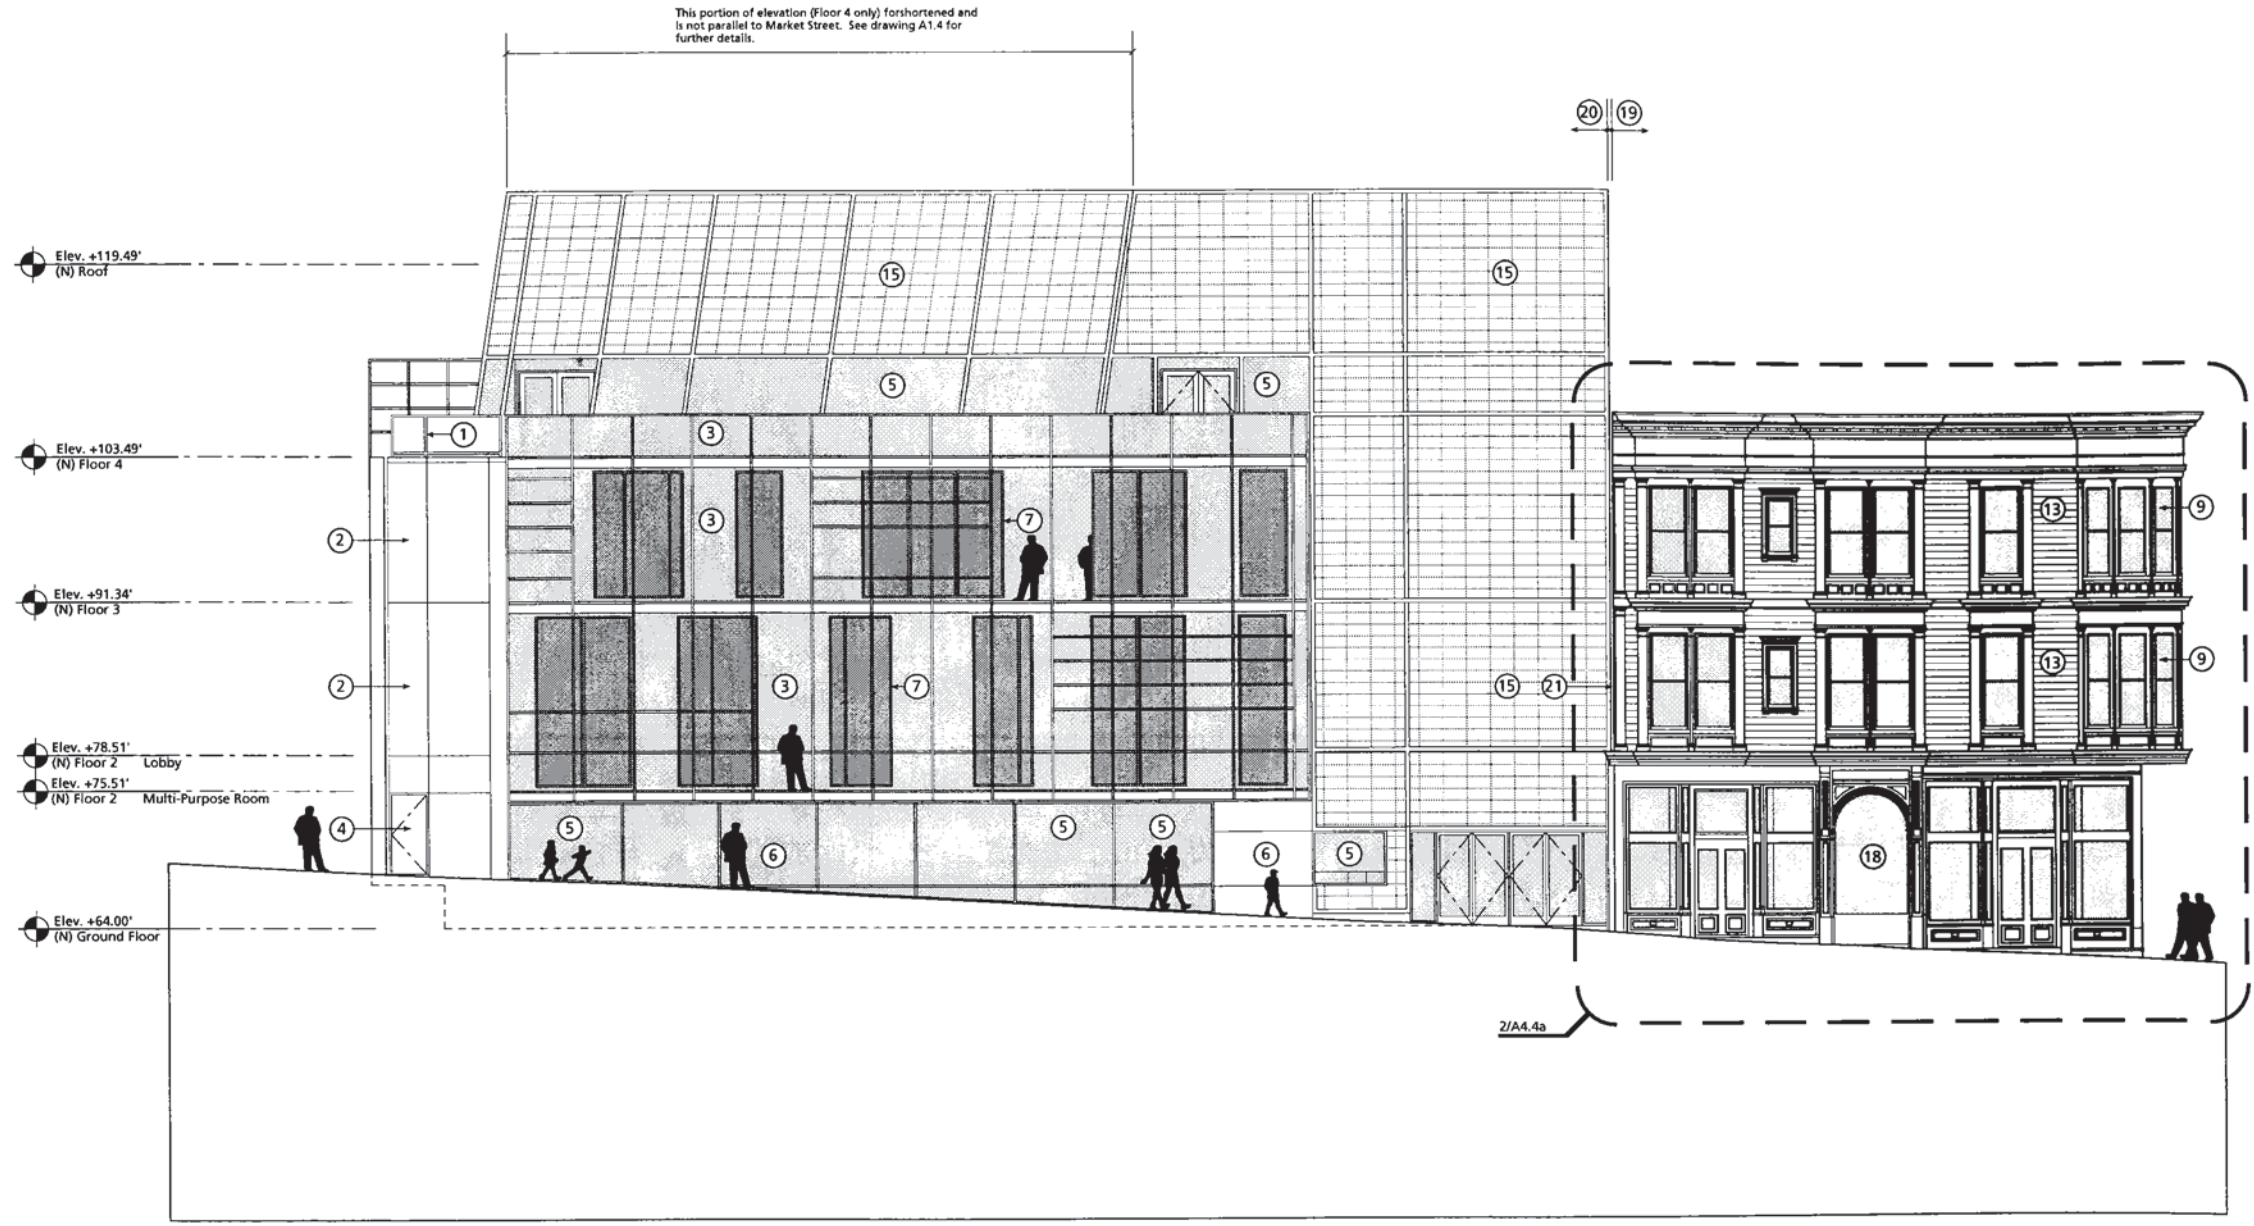 This portion of elevation (Floor 4 only) forshortened and
is not parallel to Market Street. See drawing A1.4 for
further details.
20 19
Elev. +119.49'
(N) Roof
15 15
5 5
1 3
Elev. +103.49'
(N) Floor 4
13 9
3 7
2
Elev. +91.34'
(N) Floor 3
13 9
2 3 7 15 21
Elev. +78.51'
(N) Floor 2 Lobby
Elev. +75.51'
(N) Floor 2 Multi-Purpose Room
4 5 5 5
6 6 5 18
Elev. +64.00'
(N) Ground Floor
2/A4.4a